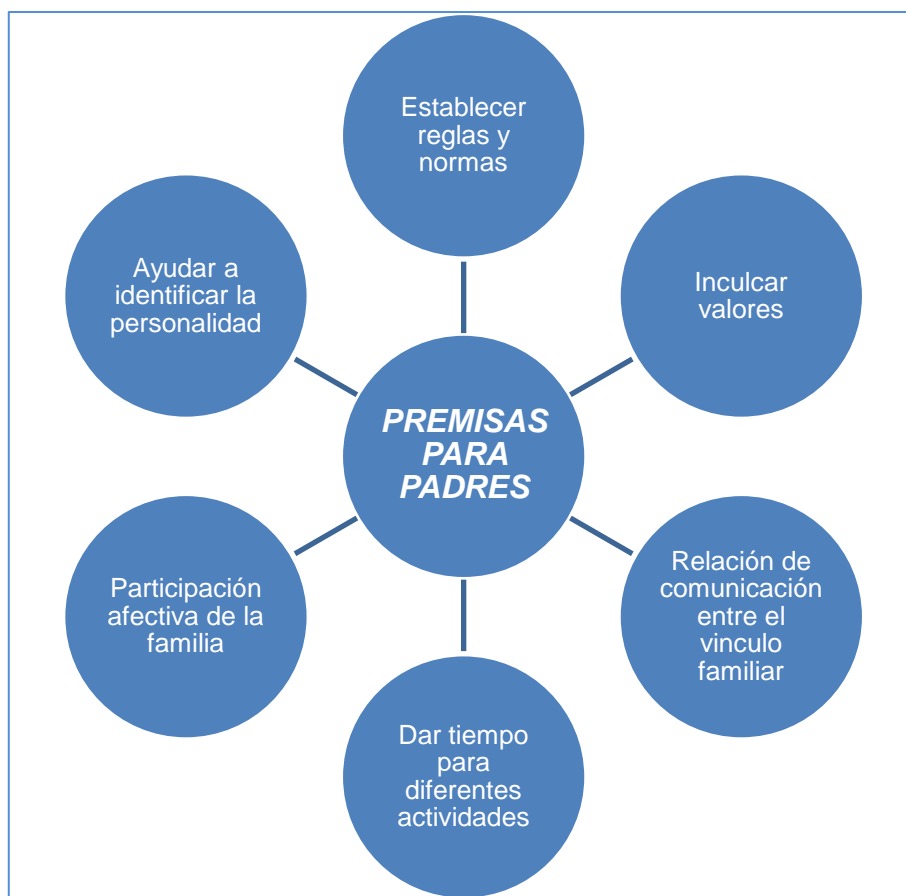 Establecer
reglas y
normas
Inculcar
valores
Relación de
comunicación
entre el
vinculo
familiar
Dar tiempo
para
diferentes
actividades
Participación
afectiva de la
familia
Ayudar a
identificar la
personalidad
PREMISAS
PARA
PADRES